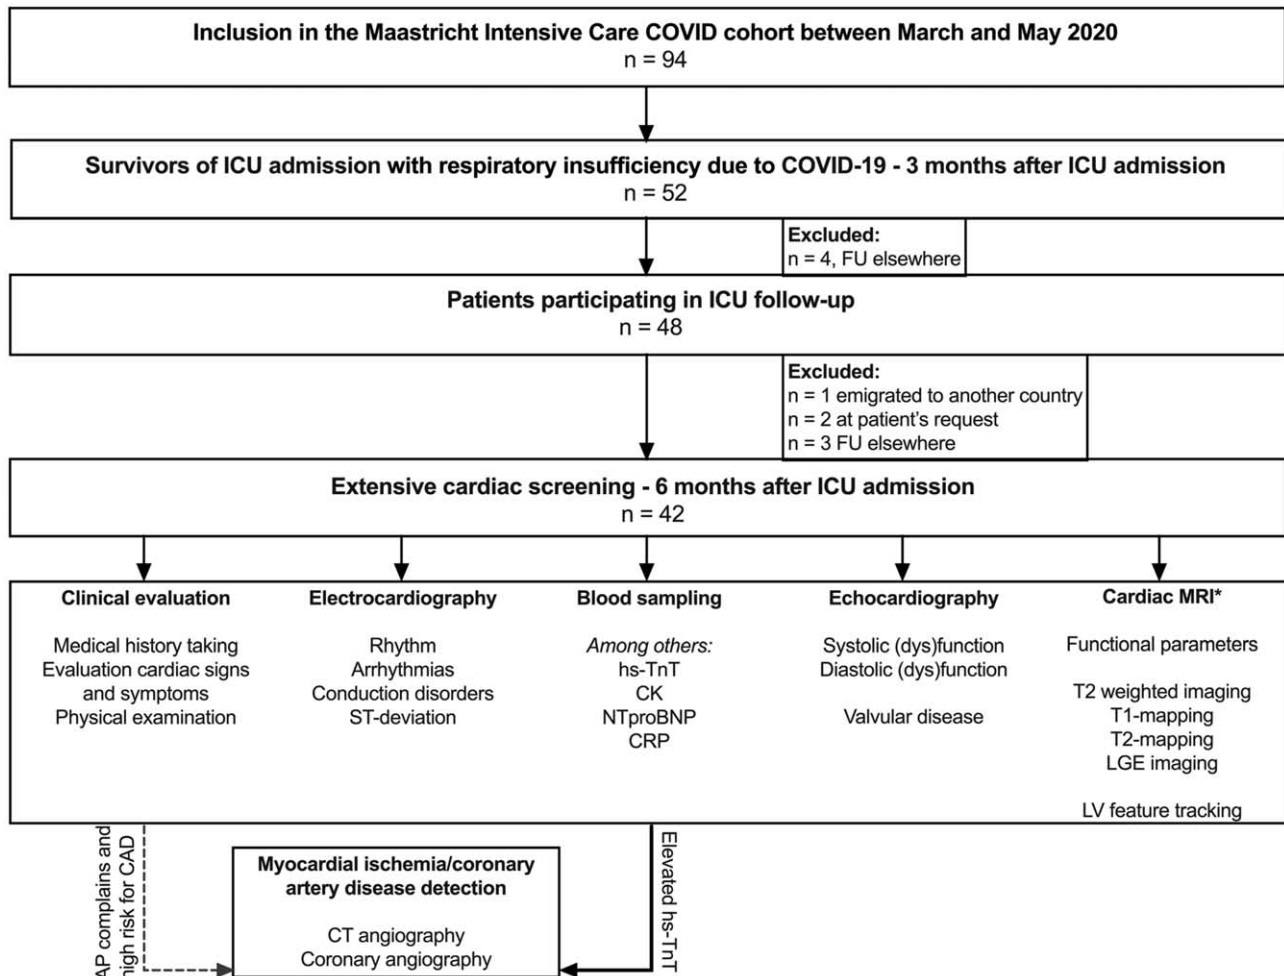 Inclusion in the Maastricht Intensive Care COVID cohort between March and May 2020
n = 94
Survivors of ICU admission with respiratory insufficiency due to COVID-19 - 3 months after ICU admission
n = 52
Excluded:
n = 4, FU elsewhere
Patients participating in ICU follow-up
n = 48
Excluded:
n = 1 emigrated to another country
n = 2 at patient's request
n = 3 FU elsewhere
Extensive cardiac screening - 6 months after ICU admission
n = 42
Clinical evaluation
Medical history taking
Evaluation cardiac signs
and symptoms
Physical examination
Electrocardiography
Rhythm
Arrhythmias
Conduction disorders
ST-deviation
Blood sampling
Among others:
hs-TnT
CK
NTproBNP
CRP
Echocardiography
Systolic (dys)function
Diastolic (dys)function
Valvular disease
Cardiac MRI*
Functional parameters
T2 weighted imaging
T1-mapping
T2-mapping
LGE imaging
LV feature tracking
AP complains and
high risk for CAD
Myocardial ischemia/coronary
artery disease detection
CT angiography
Coronary angiography
Elevated hs-TnT